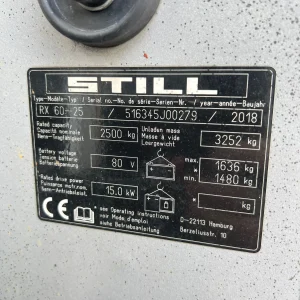 STILL
Type-Modèle-Typ / Serial no.-No. de série-Serien-Nr. / year-année-Baujahr
RX 60-25 / 516345J00279 / 2018
Rated capacity
Capacité nominale
Nenn-Tragfähigkeit
2500 kg
Unladen mass
Masse à vide
Leergewicht
3252 kg
Battery voltage
Tension batterie
Batteriespannung
80 V
max. 1636 kg
min. 1480 kg
Rated drive power
Puissance motr.
Nenn-Antriebsleistg.
15.0 kW
* kg
CE
* see Operating instructions
voir Mode d'emploi
siehe Betriebsanleitung
D-22113 Hamburg
Berzeliusstr. 10